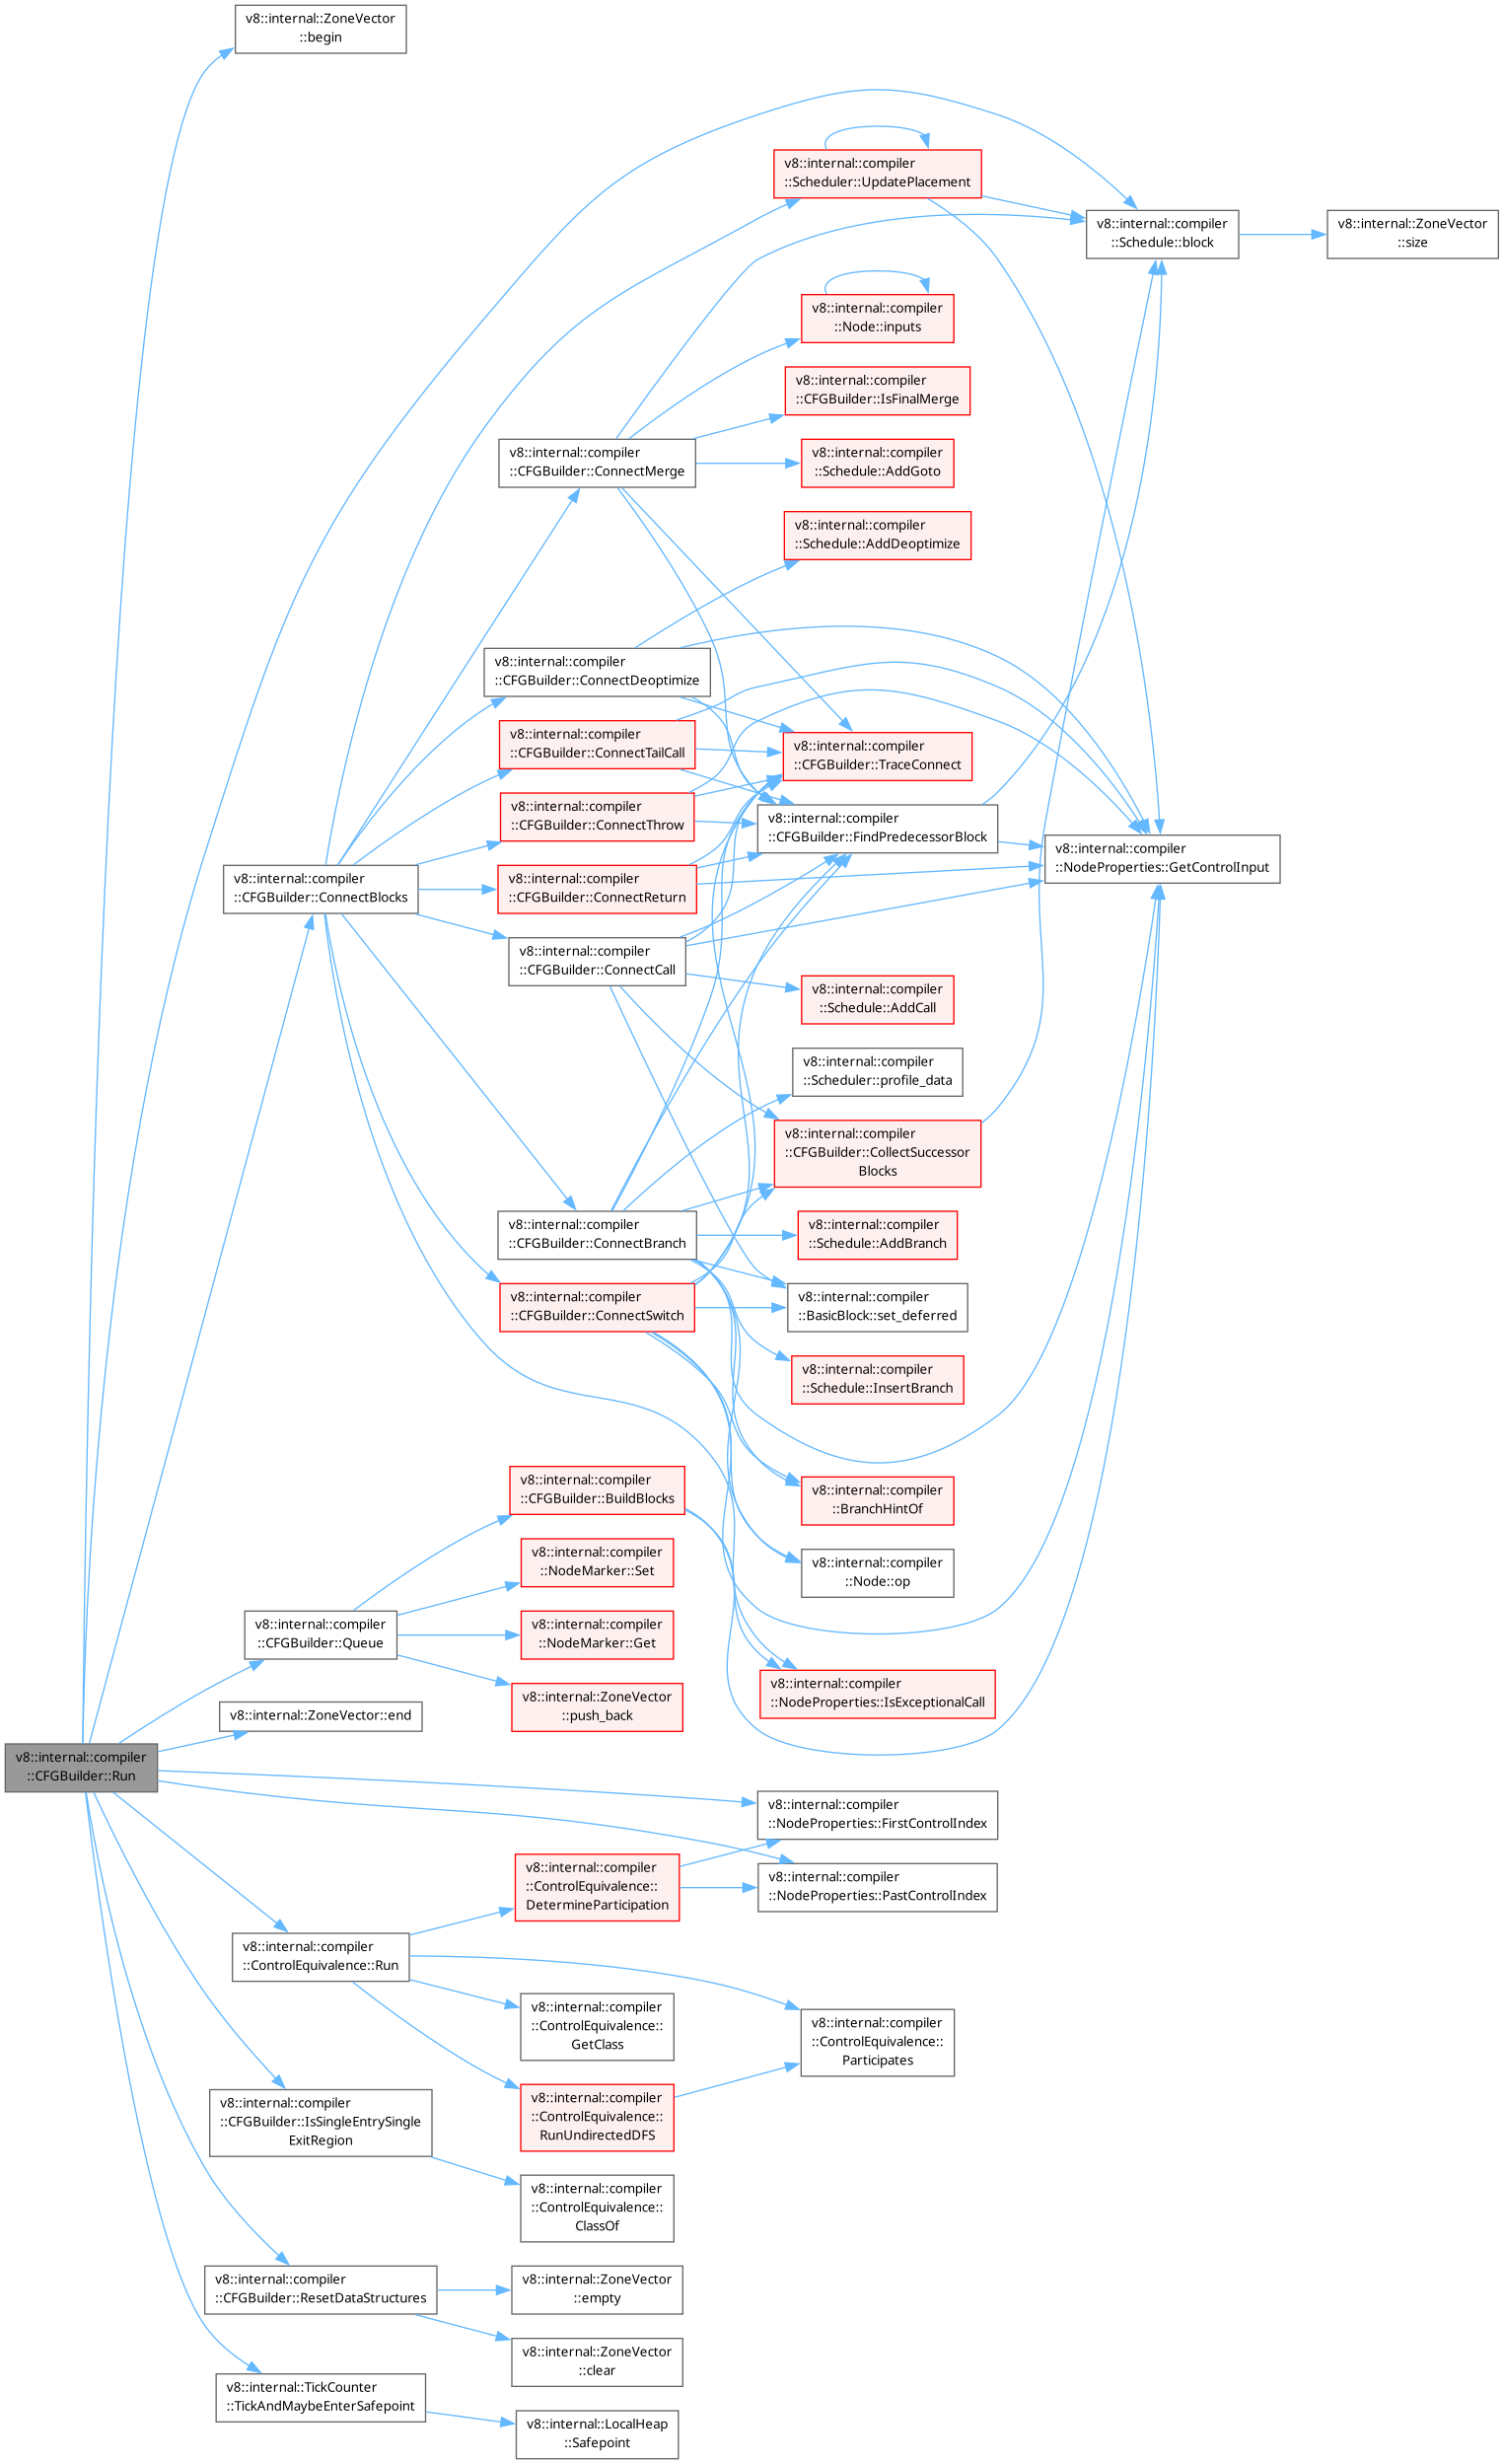 v8::internal::ZoneVector
::begin
v8::internal::compiler
::Scheduler::UpdatePlacement
v8::internal::compiler
::Schedule::block
v8::internal::ZoneVector
::size
v8::internal::compiler
::Node::inputs
v8::internal::compiler
::CFGBuilder::IsFinalMerge
v8::internal::compiler
::CFGBuilder::ConnectMerge
v8::internal::compiler
::Schedule::AddGoto
v8::internal::compiler
::Schedule::AddDeoptimize
v8::internal::compiler
::CFGBuilder::ConnectDeoptimize
v8::internal::compiler
::CFGBuilder::ConnectTailCall
v8::internal::compiler
::CFGBuilder::TraceConnect
v8::internal::compiler
::CFGBuilder::ConnectThrow
v8::internal::compiler
::CFGBuilder::FindPredecessorBlock
v8::internal::compiler
::NodeProperties::GetControlInput
v8::internal::compiler
::CFGBuilder::ConnectBlocks
v8::internal::compiler
::CFGBuilder::ConnectReturn
v8::internal::compiler
::CFGBuilder::ConnectCall
v8::internal::compiler
::Schedule::AddCall
v8::internal::compiler
::Scheduler::profile_data
v8::internal::compiler
::CFGBuilder::CollectSuccessor
Blocks
v8::internal::compiler
::CFGBuilder::ConnectBranch
v8::internal::compiler
::Schedule::AddBranch
v8::internal::compiler
::CFGBuilder::ConnectSwitch
v8::internal::compiler
::BasicBlock::set_deferred
v8::internal::compiler
::Schedule::InsertBranch
v8::internal::compiler
::CFGBuilder::BuildBlocks
v8::internal::compiler
::BranchHintOf
v8::internal::compiler
::NodeMarker::Set
v8::internal::compiler
::Node::op
v8::internal::compiler
::CFGBuilder::Queue
v8::internal::compiler
::NodeMarker::Get
v8::internal::ZoneVector
::push_back
v8::internal::compiler
::NodeProperties::IsExceptionalCall
v8::internal::ZoneVector::end
v8::internal::compiler
::CFGBuilder::Run
v8::internal::compiler
::NodeProperties::FirstControlIndex
v8::internal::compiler
::ControlEquivalence::
DetermineParticipation
v8::internal::compiler
::NodeProperties::PastControlIndex
v8::internal::compiler
::ControlEquivalence::Run
v8::internal::compiler
::ControlEquivalence::
GetClass
v8::internal::compiler
::ControlEquivalence::
Participates
v8::internal::compiler
::CFGBuilder::IsSingleEntrySingle
ExitRegion
v8::internal::compiler
::ControlEquivalence::
RunUndirectedDFS
v8::internal::compiler
::ControlEquivalence::
ClassOf
v8::internal::compiler
::CFGBuilder::ResetDataStructures
v8::internal::ZoneVector
::empty
v8::internal::ZoneVector
::clear
v8::internal::TickCounter
::TickAndMaybeEnterSafepoint
v8::internal::LocalHeap
::Safepoint